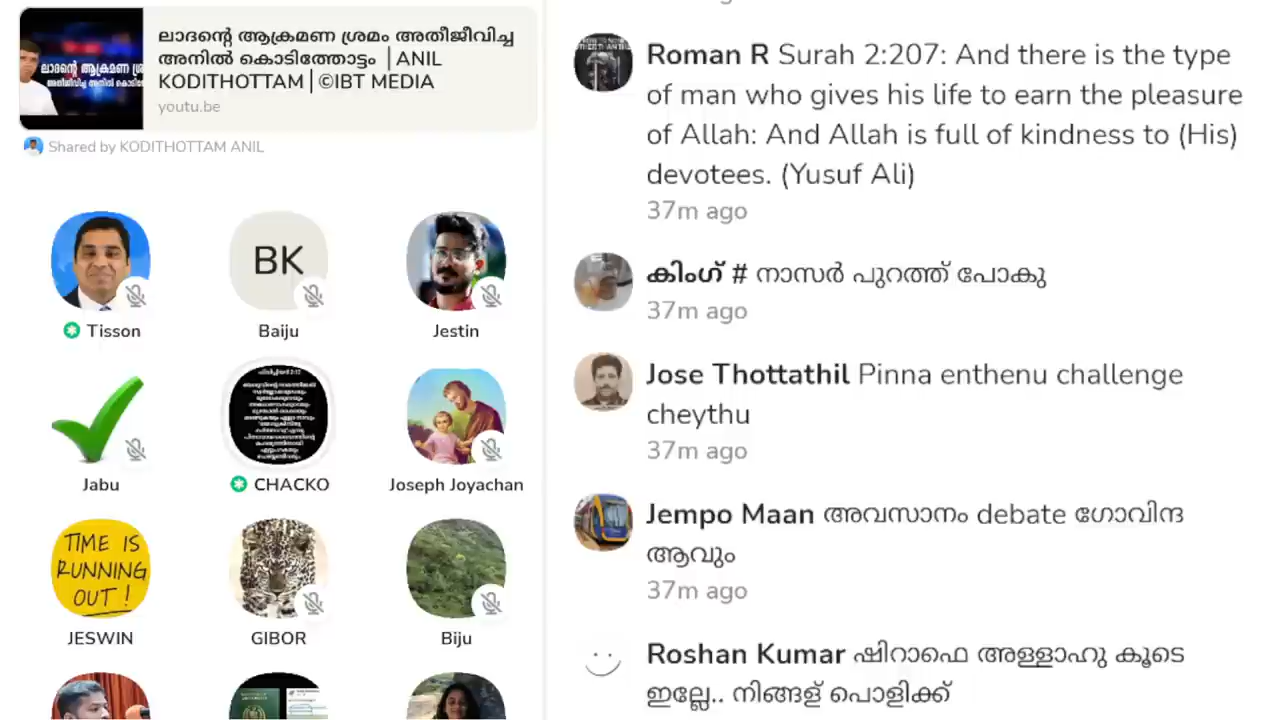 ലാദന്റെ ആക്രമണ ശ്രമം അതീജീവിച്ച
അനിൽ കൊടിത്തോട്ടം | ANIL
KODITHOTTAM | ©IBT MEDIA
youtu.be
Shared by KODITHOTTAM ANIL
BK
Tisson
Baiju
Jestin
Jabu
CHACKO
Joseph Joyachan
TIME IS
RUNNING
OUT !
JESWIN
GIBOR
Biju
Roman R Surah 2:207: And there is the type
of man who gives his life to earn the pleasure
of Allah: And Allah is full of kindness to (His)
devotees. (Yusuf Ali)
37m ago
കിംഗ് # നാസർ പുറത്ത് പോകു
37m ago
Jose Thottathil Pinna enthenu challenge
cheythu
37m ago
Jempo Maan അവസാനം debate ഗോവിന്ദ
ആവും
37m ago
Roshan Kumar ഷിറാഫെ അള്ളാഹു കൂടെ
ഇല്ലേ.. നിങ്ങള് പൊളിക്ക്